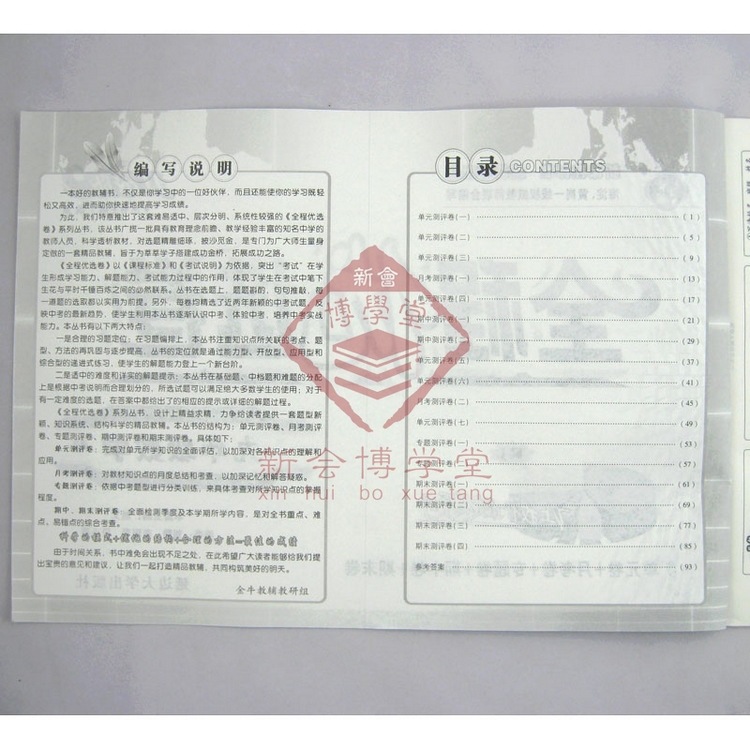 编写说明
一本好的教辅书，不仅是你学习中的一位好伙伴，而且还能使你的学习既轻
松又高效，进而助你快速地提高学习成绩。
为此，我们特意推出了这套难易适中、层次分明、系统性较强的《全程优选
卷》系列丛书。该丛书广揽一批具有教育理念前瞻、教学经验丰富的知名中学的
教师人员，科学透析教材，对选题精雕细琢，披沙见金，是专门为广大师生量身
定做的一套精品教辅，旨于为莘莘学子搭建成功金桥，拓展成功之路。
《全程优选卷》以《课程标准》和《考试说明》为依据，突出“考试”在学
生形成学习能力、解题能力、考试能力过程中的作用，体现了学生在考试中笔下
生花与平时千锤百炼之间的必然联系。丛书在选题上，题题斟酌，句句推敲，每
一道题的选取都以实用为前提。另外，每卷均精选了近两年新颖的中考试题，反
映中考的最新趋势，使学生利用本丛书逐渐认识中考、体验中考，培养中考实战
能力。本丛书有以下两大特点：
一是合理的习题定位：在习题编排上，本丛书注重知识点所关联的考点、题
型、方法的再巩固与逐步提高。丛书的定位就是通过能力型、开放型、应用型和
综合型的递进式练习，使学生的解题能力登上一个新台阶。
二是适中的难度和详实的解题提示：本丛书在基础题、中档题和难题的分配
上是根据中考说明而合理划分的，所选试题可以满足绝大多数学生的使用；对于
有一定难度的选题，在答案中都给出了的相应的提示或详细的解题过程。
《全程优选卷》系列丛书，设计上精益求精，力争给读者提供一套题型新
颖、知识系统、结构科学的精品教辅。本丛书的结构为：单元测评卷、月考测评
卷、专题测评卷、期中测评卷和期末测评卷。具体如下：
单元测评卷：完成对单元所学知识的全面评估，以加深对各知识点的理解和
应用。
月考测评卷：对教材知识点的月度总结和考查，以加深记忆和解答疑惑。
专题测评卷：依据中考题型进行分类训练，来具体考查对所学知识点的掌握
程度。
期中、期末测评卷：全面检测季度及本学期所学内容，是对全书重点、难
点、易错点的综合考查。
科学的模式+优化的结构+合理的方法=最佳的成绩
由于时间关系，书中难免会出现不足之处，在此希望广大读者能够给我们提
出宝贵的意见和建议，让我们一起打造精品教辅，共同构筑美好的明天。
金牛教辅教研组
目录 CONTENTS
单元测评卷(一) (1)
单元测评卷(二) (5)
单元测评卷(三) (9)
月考测评卷(一) (13)
单元测评卷(四) (17)
期中测评卷(一) (21)
期中测评卷(二) (29)
单元测评卷(五) (37)
单元测评卷(六) (41)
月考测评卷(二) (45)
单元测评卷(七) (49)
专题测评卷(一) (53)
专题测评卷(二) (57)
期末测评卷(一) (61)
期末测评卷(二) (69)
期末测评卷(三) (77)
期末测评卷(四) (85)
参考答案 (93)
新會
博學堂
新会博学堂
xin hui bo xue tang